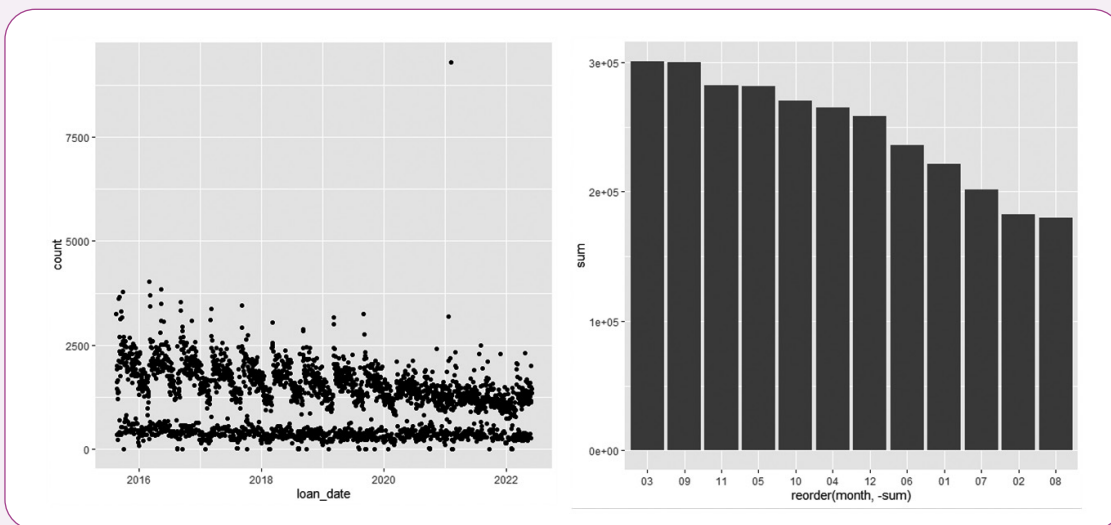 7500
5000
2500
0
count
2016 2018 2020 2022
loan_date
3e+05
2e+05
1e+05
0e+00
sum
03 09 11 05 10 04 12 06 01 07 02 08
reorder(month, -sum)